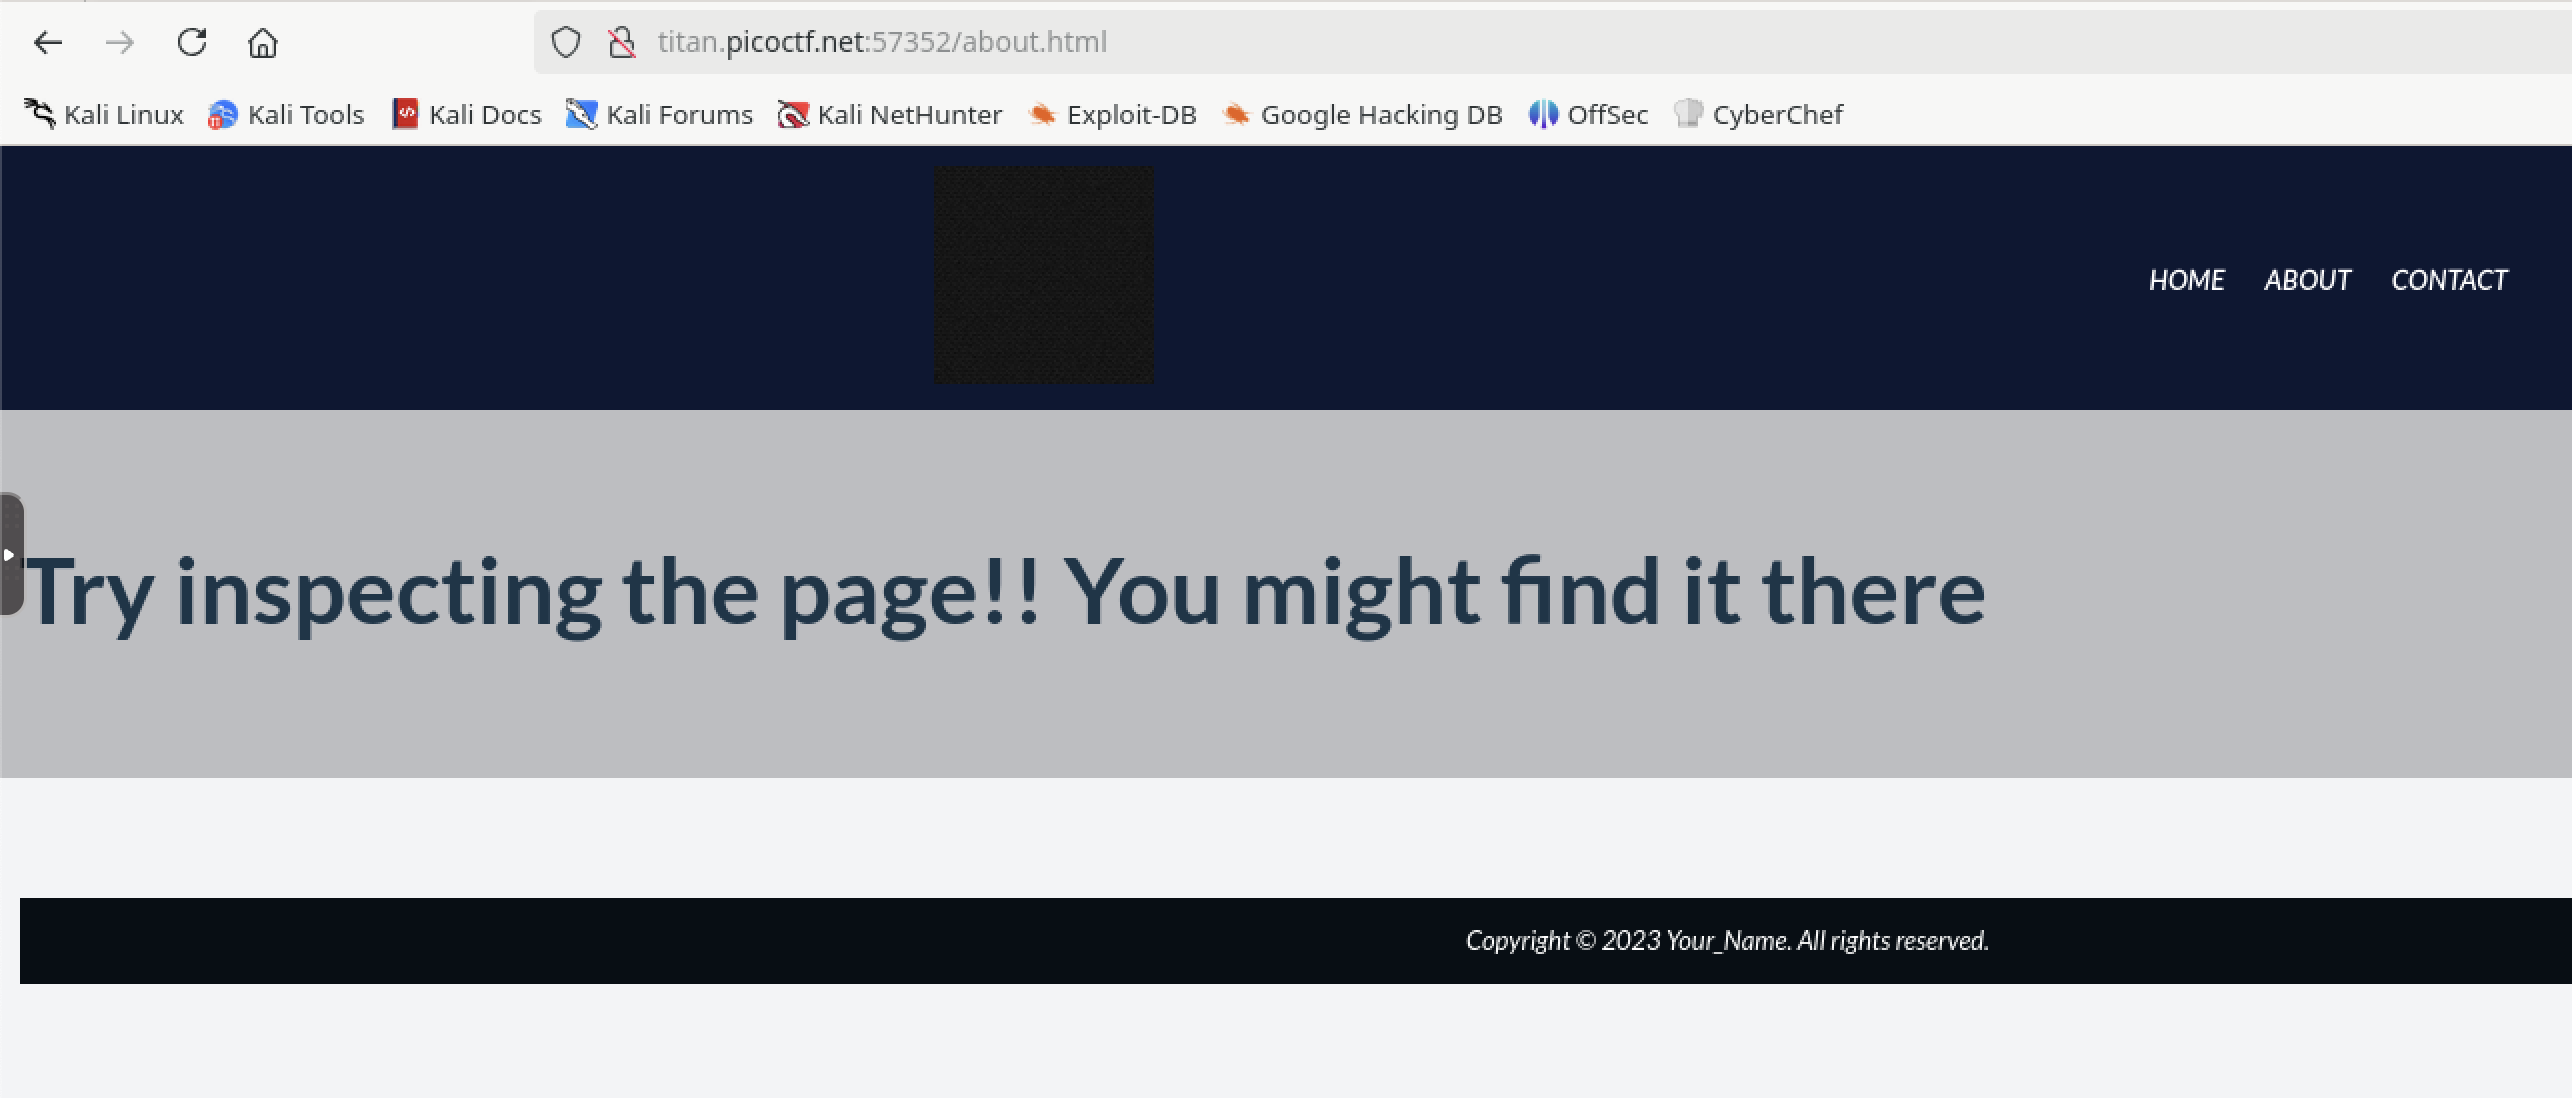 titan.picoctf.net:57352/about.html
Kali Linux Kali Tools Kali Docs Kali Forums Kali NetHunter Exploit-DB Google Hacking DB OffSec CyberChef
HOME ABOUT CONTACT
Try inspecting the page!! You might find it there
Copyright © 2023 Your_Name. All rights reserved.